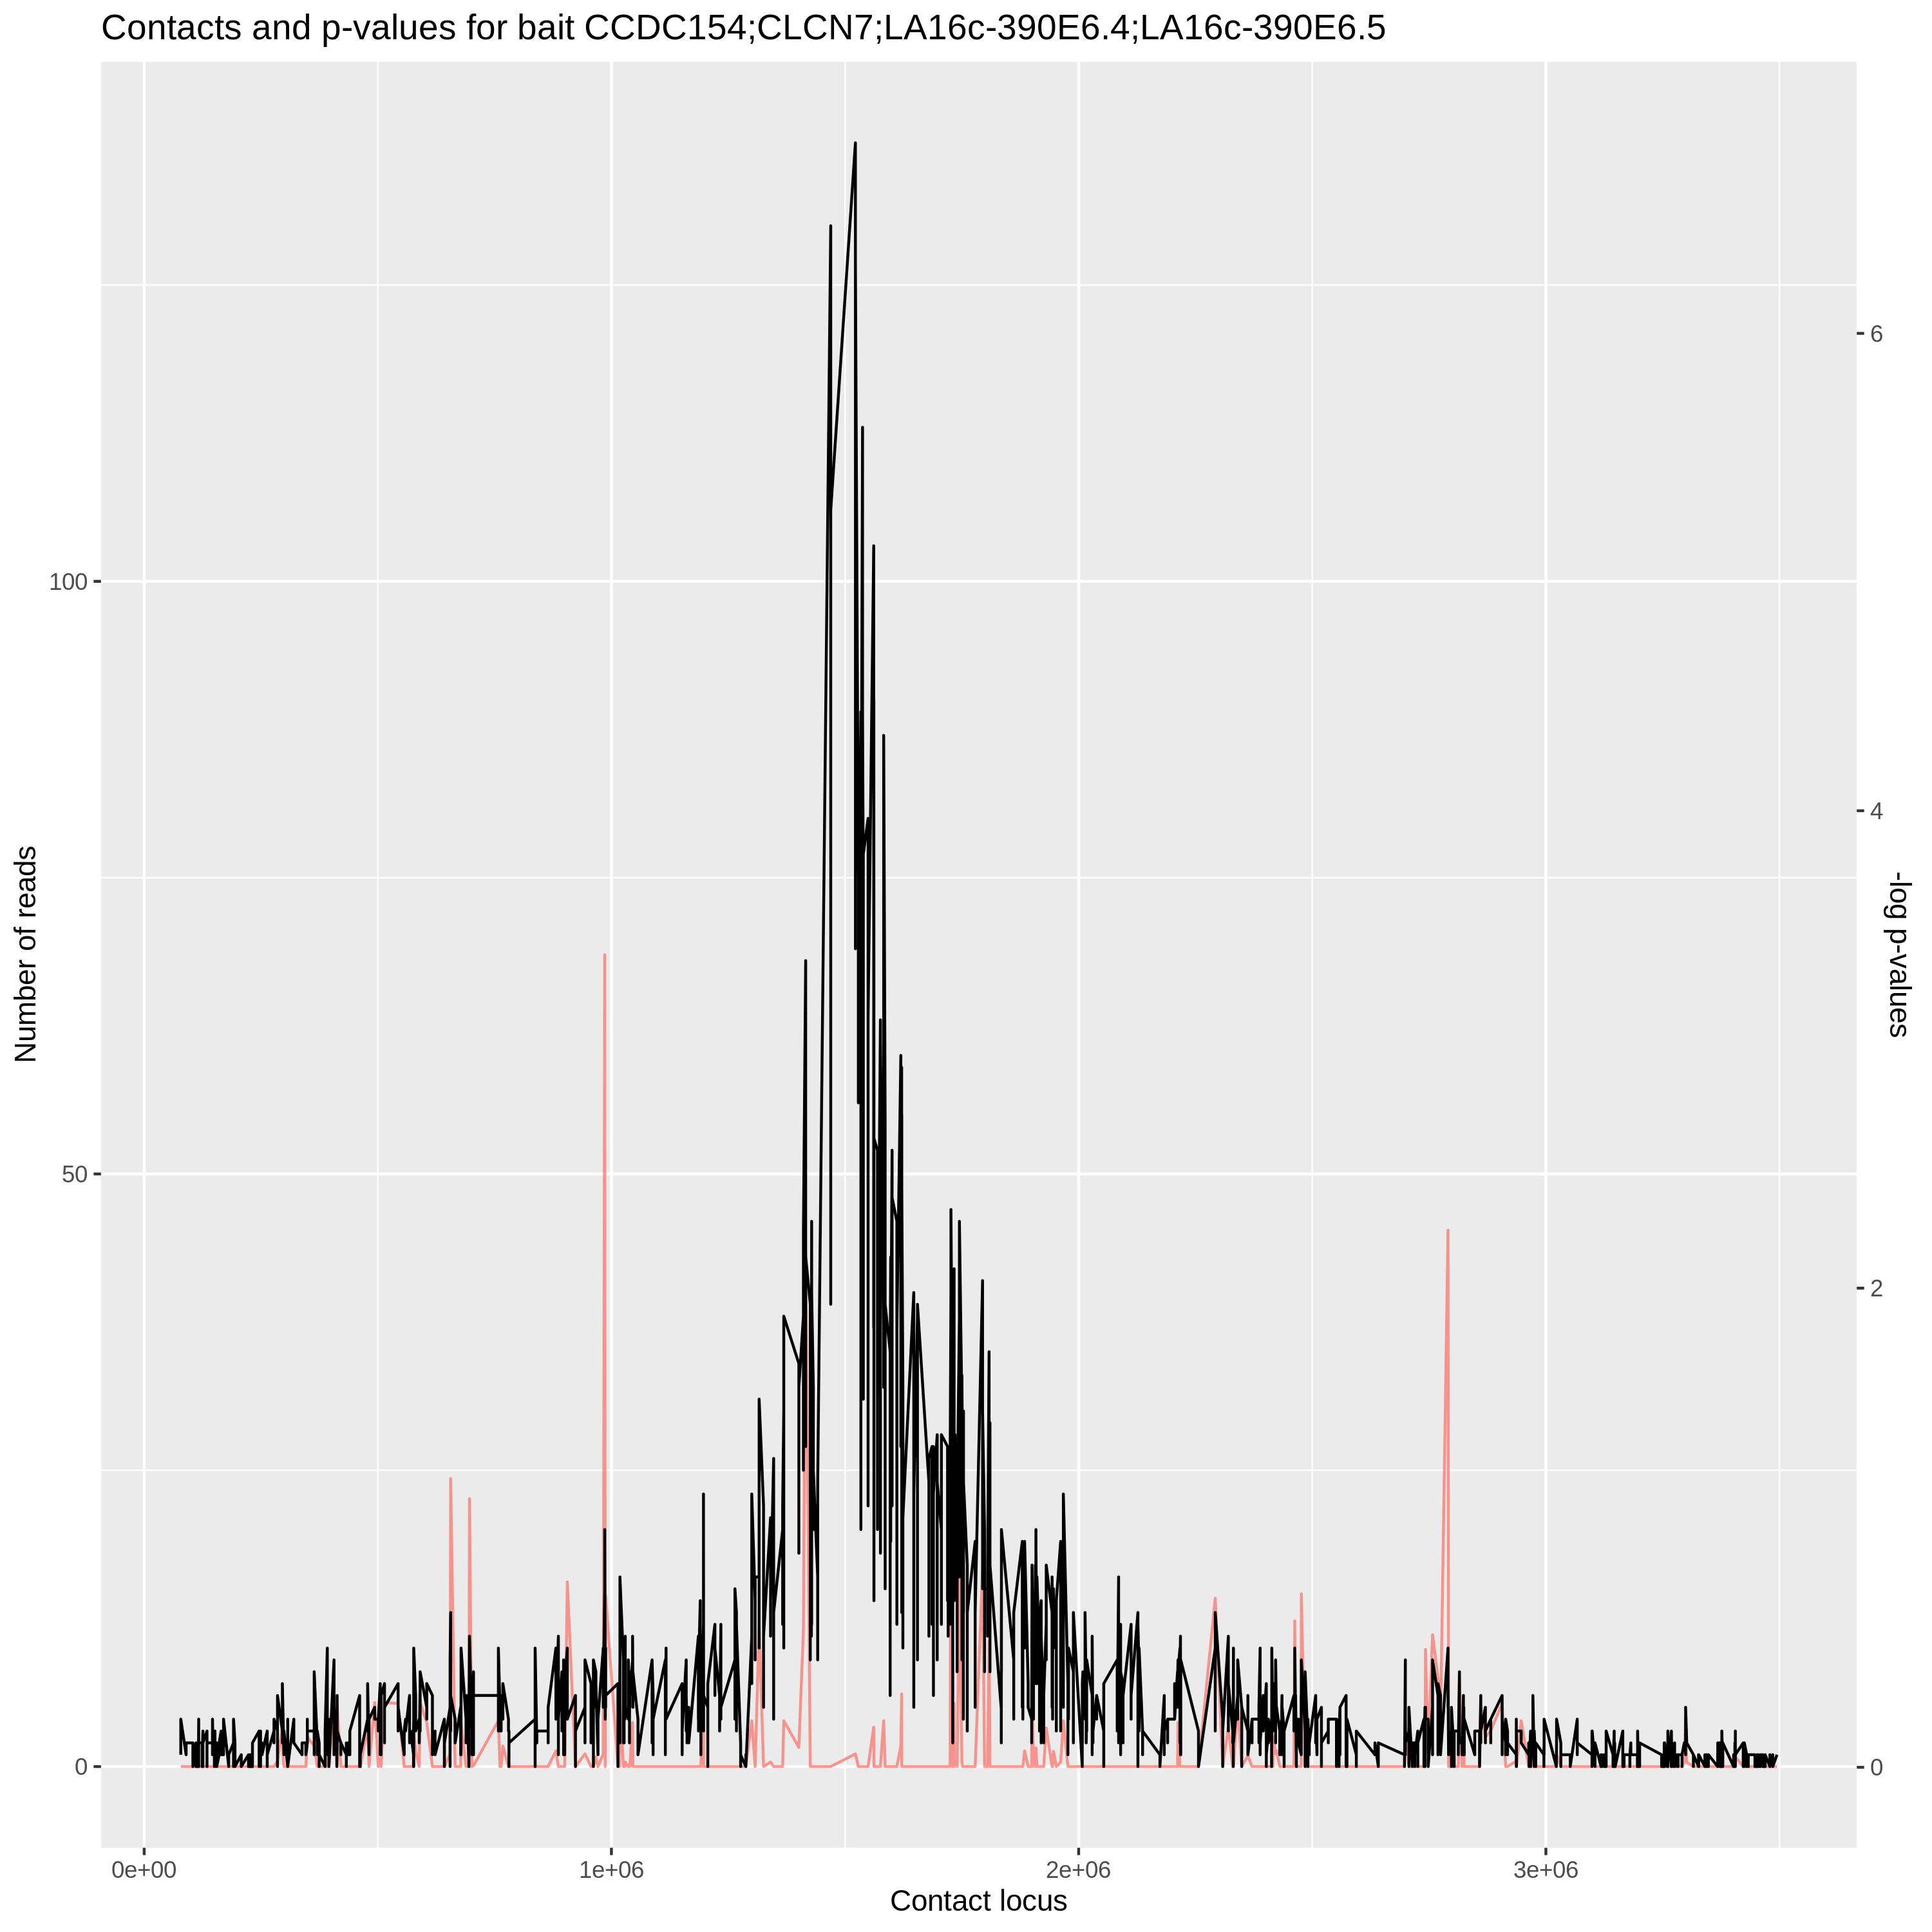 Contacts and p-values for bait CCDC154;CLCN7;LA16c-390E6.4;LA16c-390E6.5
Number of reads
100
50
0
-log p-values
6
4
2
0
0e+00 1e+06 2e+06 3e+06
Contact locus